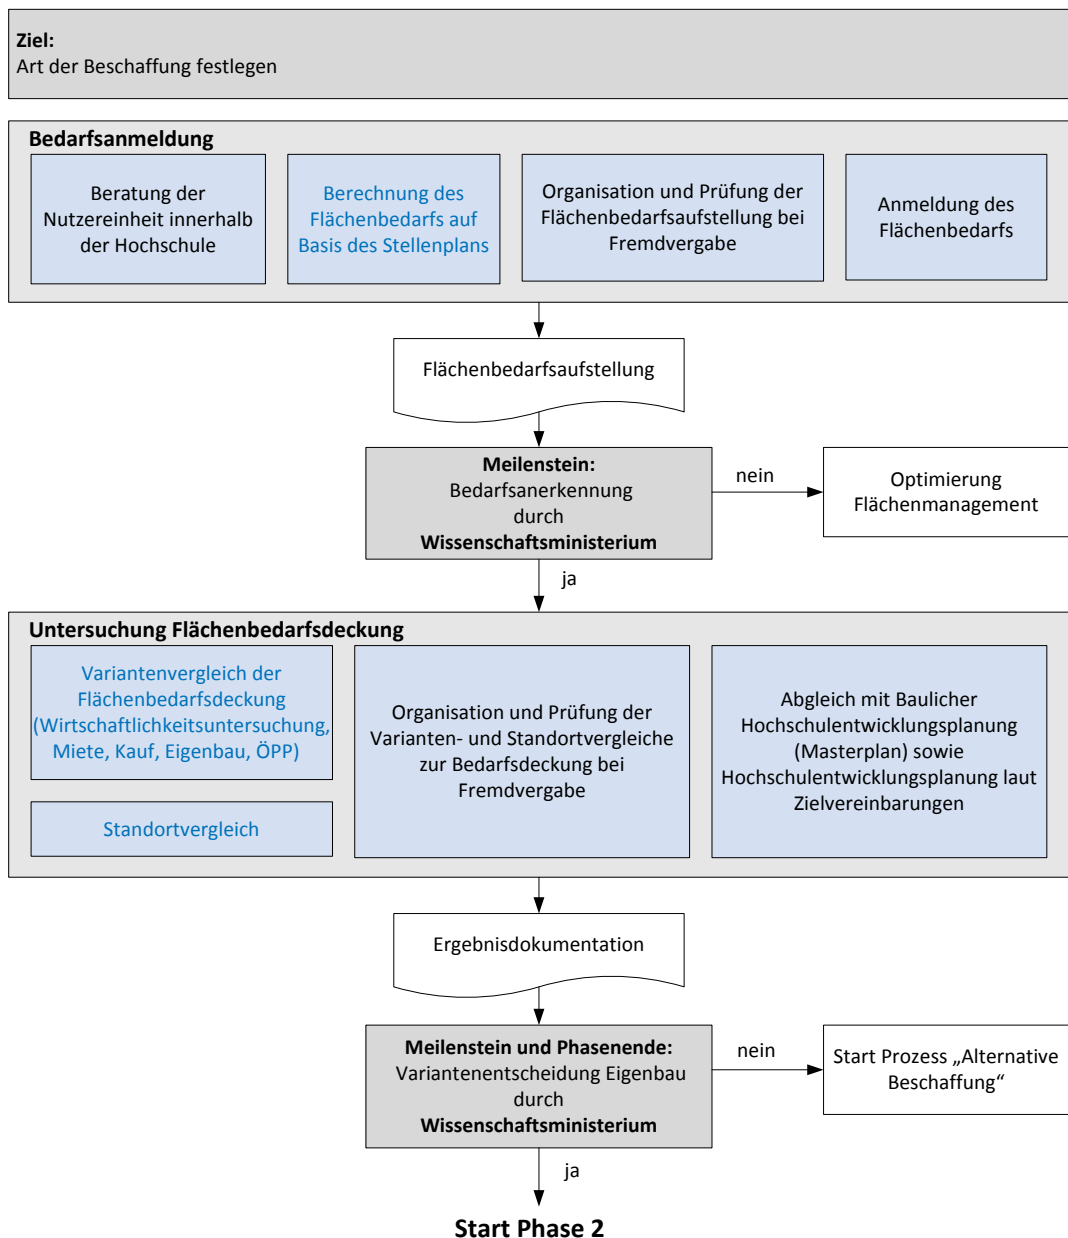 Ziel:
Art der Beschaffung festlegen
Bedarfsanmeldung
Beratung der
Nutzereinheit innerhalb
der Hochschule
Berechnung des
Flächenbedarfs auf
Basis des Stellenplans
Organisation und Prüfung der
Flächenbedarfsaufstellung bei
Fremdvergabe
Anmeldung des
Flächenbedarfs
Flächenbedarfsaufstellung
Meilenstein:
Bedarfsanerkennung
durch
Wissenschaftsministerium
nein
Optimierung
Flächenmanagement
ja
Untersuchung Flächenbedarfsdeckung
Variantenvergleich der
Flächenbedarfsdeckung
(Wirtschaftlichkeitsuntersuchung,
Miete, Kauf, Eigenbau, ÖPP)
Standortvergleich
Organisation und Prüfung der
Varianten- und Standortvergleiche
zur Bedarfsdeckung bei
Fremdvergabe
Abgleich mit Baulicher
Hochschulentwicklungsplanung
(Masterplan) sowie
Hochschulentwicklungsplanung laut
Zielvereinbarungen
Ergebnisdokumentation
Meilenstein und Phasenende:
Variantenentscheidung Eigenbau
durch
Wissenschaftsministerium
nein
Start Prozess „Alternative
Beschaffung“
ja
Start Phase 2